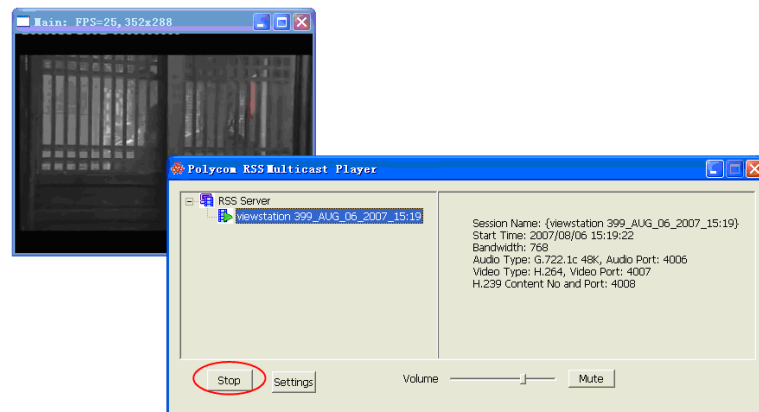 Main: FPS=25, 352x288
Polycom RSS Multicast Player
RSS Server
viewstation 399_AUG_06_2007_15:19
Session Name: {viewstation 399_AUG_06_2007_15:19}
Start Time: 2007/08/06 15:19:22
Bandwidth: 768
Audio Type: G.722.1c 48K, Audio Port: 4006
Video Type: H.264, Video Port: 4007
H.239 Content No and Port: 4008
Stop
Settings
Volume
Mute